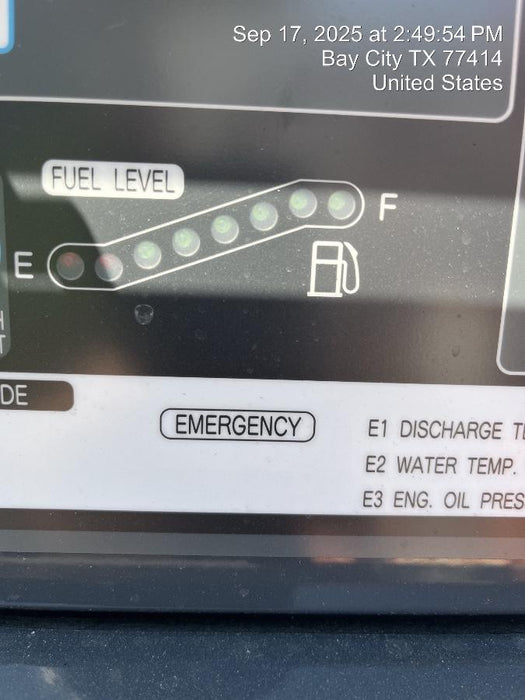 Sep 17, 2025 at 2:49:54 PM
Bay City TX 77414
United States
FUEL LEVEL
F
E
DE
EMERGENCY
E1 DISCHARGE
E2 WATER TEMP.
E3 ENG. OIL PRES